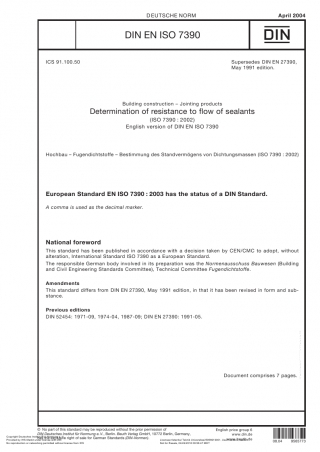 DEUTSCHE NORM
April 2004
DIN EN ISO 7390
DIN
ICS 91.100.50
Supersedes DIN EN 27390,
May 1991 edition.
Building construction – Jointing products
Determination of resistance to flow of sealants
(ISO 7390 : 2002)
English version of DIN EN ISO 7390
Hochbau – Fugendichtstoffe – Bestimmung des Standvermögens von Dichtungsmassen (ISO 7390 : 2002)
European Standard EN ISO 7390 : 2003 has the status of a DIN Standard.
A comma is used as the decimal marker.
National foreword
This standard has been published in accordance with a decision taken by CEN/CMC to adopt, without
alteration, International Standard ISO 7390 as a European Standard.
The responsible German body involved in its preparation was the Normenausschuss Bauwesen (Building
and Civil Engineering Standards Committee), Technical Committee Fugendichtstoffe.
Amendments
This standard differs from DIN EN 27390, May 1991 edition, in that it has been revised in form and sub-
stance.
Previous editions
DIN 52454: 1971-09, 1974-04, 1987-09; DIN EN 27390: 1991-05.
Document comprises 7 pages.
© No part of this standard may be reproduced without the prior permission of
DIN Deutsches Institut für Normung e. V., Berlin. Beuth Verlag GmbH, 10772 Berlin, Germany,
has the exclusive right of sale for German Standards (DIN-Normen).
English price group 6
www.din.de
www.beuth.de